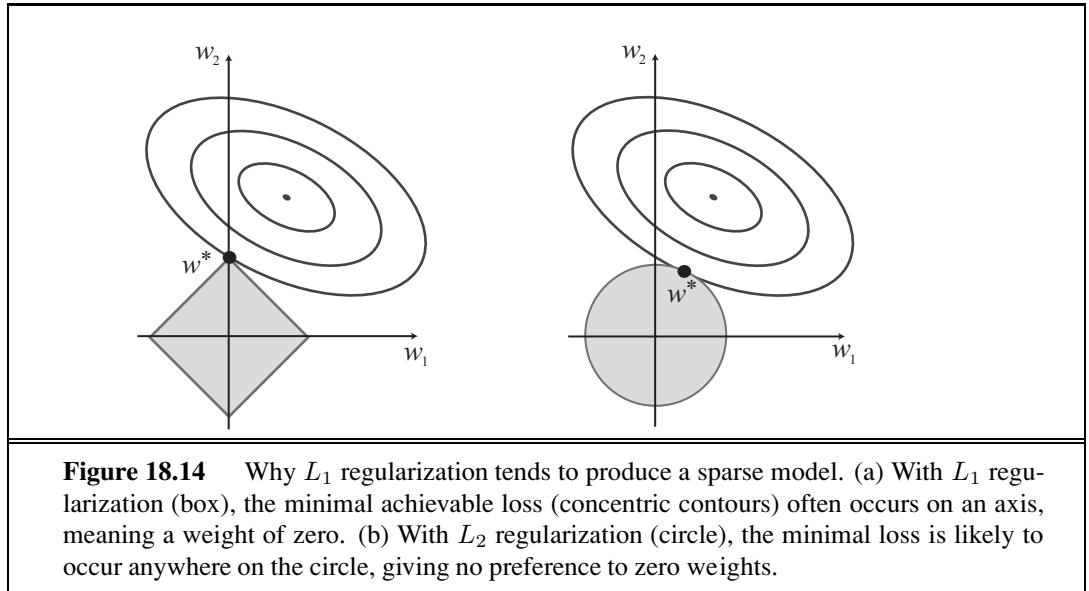 w₂
w₂
w*
w*
w₁
w₁
Figure 18.14 Why L₁ regularization tends to produce a sparse model. (a) With L₁ regu-
larization (box), the minimal achievable loss (concentric contours) often occurs on an axis,
meaning a weight of zero. (b) With L₂ regularization (circle), the minimal loss is likely to
occur anywhere on the circle, giving no preference to zero weights.